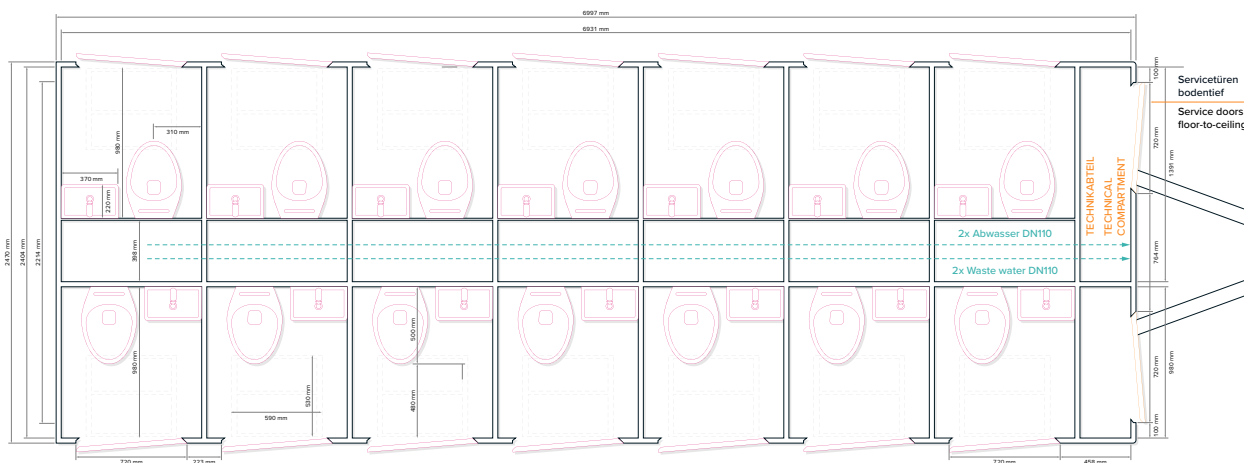 6997 mm
6931 mm
100 mm
Servicetüren
bodentief
Service doors
floor-to-ceiling
310 mm
980 mm
720 mm
1391 mm
370 mm
220 mm
TECHNIKABTEIL
TECHNICAL
COMPARTMENT
2470 mm
2404 mm
2214 mm
398 mm
2x Abwasser DN110
2x Waste water DN110
764 mm
980 mm
500 mm
530 mm
480 mm
590 mm
720 mm
980 mm
100 mm
720 mm
223 mm
720 mm
458 mm